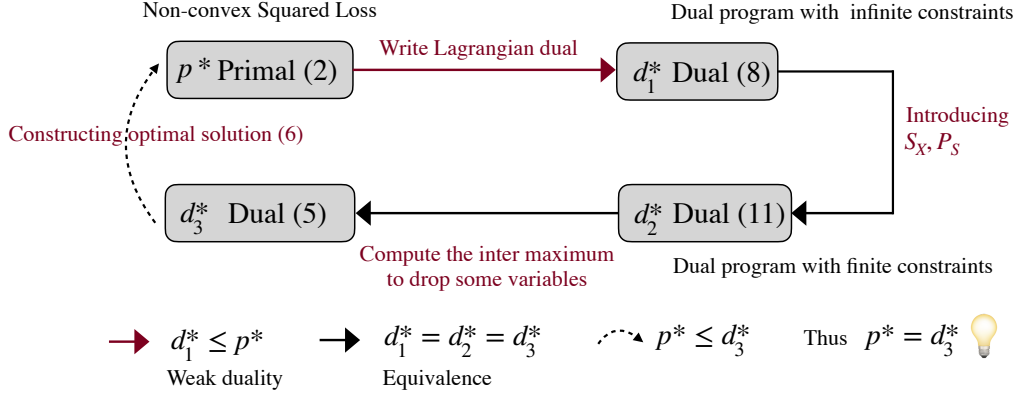 Non-convex Squared Loss
Dual program with infinite constraints
p* Primal (2)
Write Lagrangian dual
d₁* Dual (8)
Constructing optimal solution (6)
Introducing
S_X, P_S
d₃* Dual (5)
d₂* Dual (11)
Compute the inter maximum
to drop some variables
Dual program with finite constraints
d₁* ≤ p*
Weak duality
d₁* = d₂* = d₃*
Equivalence
p* ≤ d₃*
Thus p* = d₃*